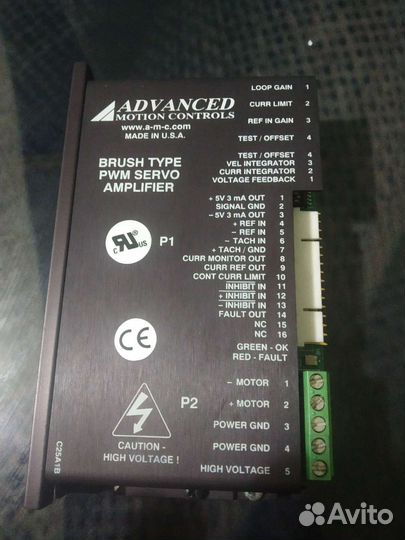 ADVANCED
MOTION CONTROLS
www.a-m-c.com
MADE IN U.S.A.
BRUSH TYPE
PWM SERVO
AMPLIFIER
LOOP GAIN 1
CURR LIMIT 2
REF IN GAIN 3
TEST / OFFSET 4
TEST / OFFSET 4
VEL INTEGRATOR 3
CURR INTEGRATOR 2
VOLTAGE FEEDBACK 1
c RU us
P1
+ 5V 3 mA OUT 1
SIGNAL GND 2
– 5V 3 mA OUT 3
+ REF IN 4
– REF IN 5
– TACH IN 6
+ TACH / GND 7
CURR MONITOR OUT 8
CURR REF OUT 9
CONT CURR LIMIT 10
INHIBIT IN 11
+ INHIBIT IN 12
– INHIBIT IN 13
FAULT OUT 14
NC 15
NC 16
GREEN - OK
RED - FAULT
CE
P2
– MOTOR 1
+ MOTOR 2
POWER GND 3
POWER GND 4
HIGH VOLTAGE 5
CAUTION -
HIGH VOLTAGE !
C25A1B
Avito